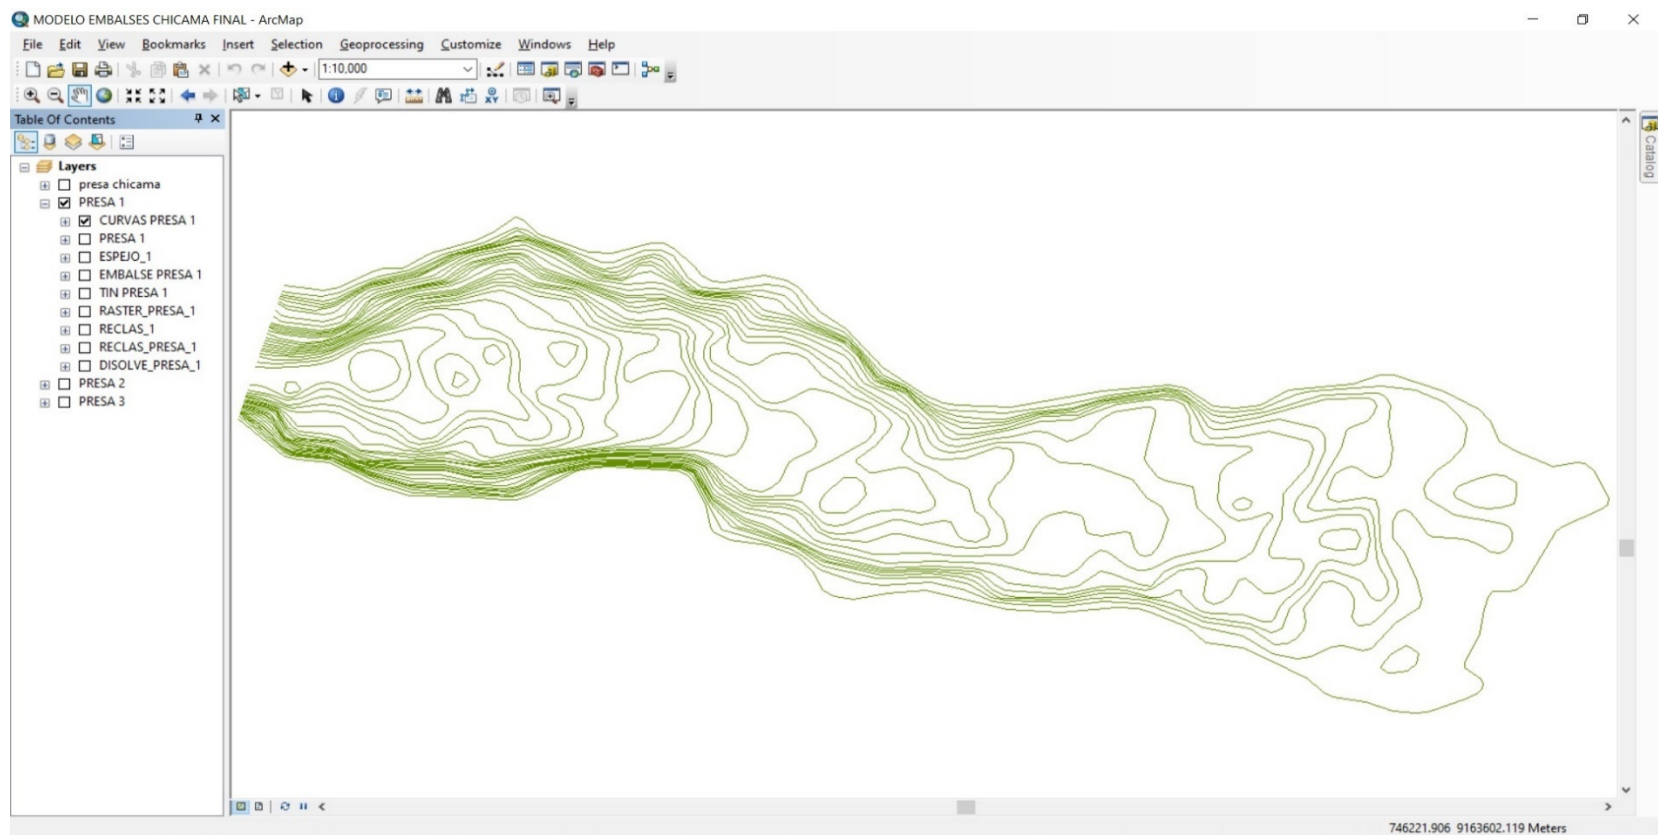 MODELO EMBALSES CHICAMA FINAL - ArcMap
File Edit View Bookmarks Insert Selection Geoprocessing Customize Windows Help
1:10,000
Table Of Contents
Layers
presa chicama
PRESA 1
CURVAS PRESA 1
PRESA 1
ESPEJO_1
EMBALSE PRESA 1
TIN PRESA 1
RASTER_PRESA_1
RECLAS_1
RECLAS_PRESA_1
DISOLVE_PRESA_1
PRESA 2
PRESA 3
Catalog
746221.906 9163602.119 Meters